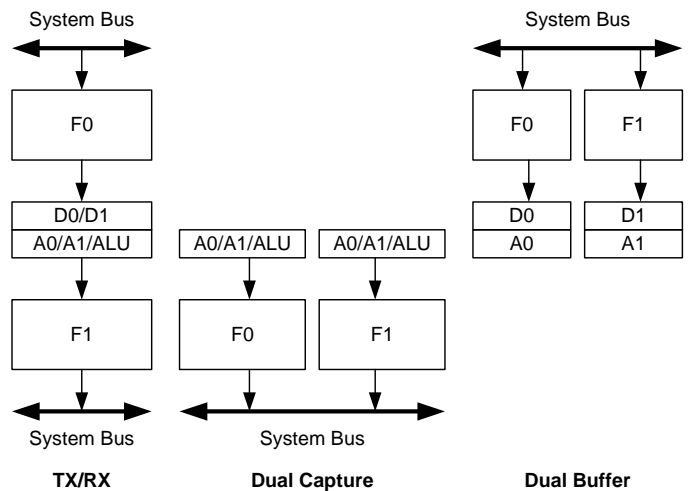 System Bus
F0
D0/D1
A0/A1/ALU
F1
System Bus
TX/RX
A0/A1/ALU
A0/A1/ALU
F0
F1
System Bus
Dual Capture
System Bus
F0
F1
D0
D1
A0
A1
Dual Buffer